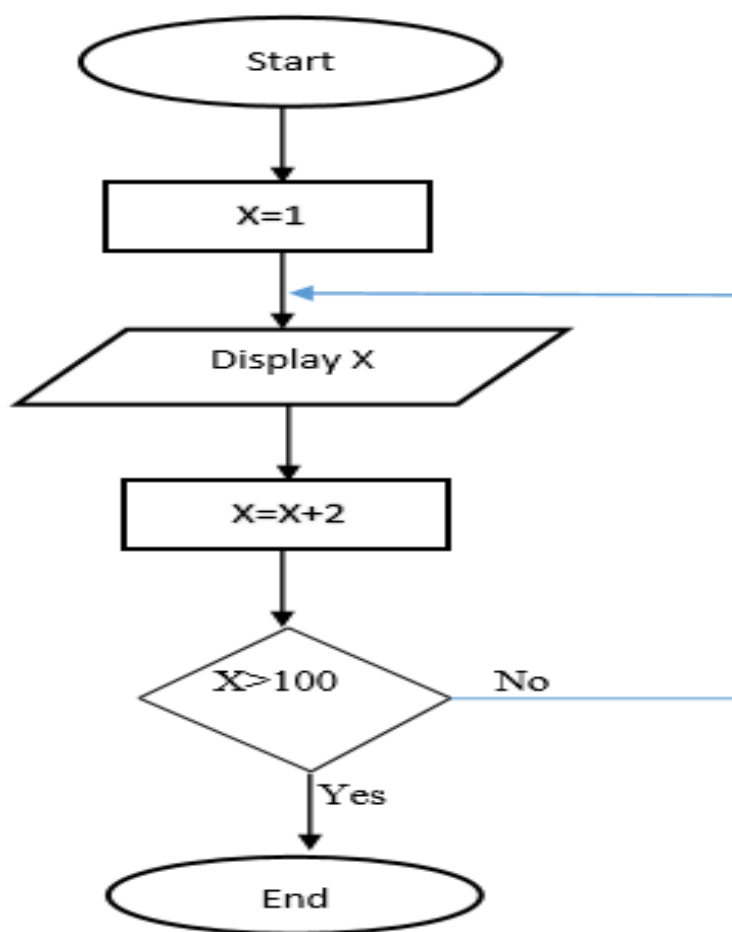 Start
X=1
Display X
X=X+2
X>100
No
Yes
End